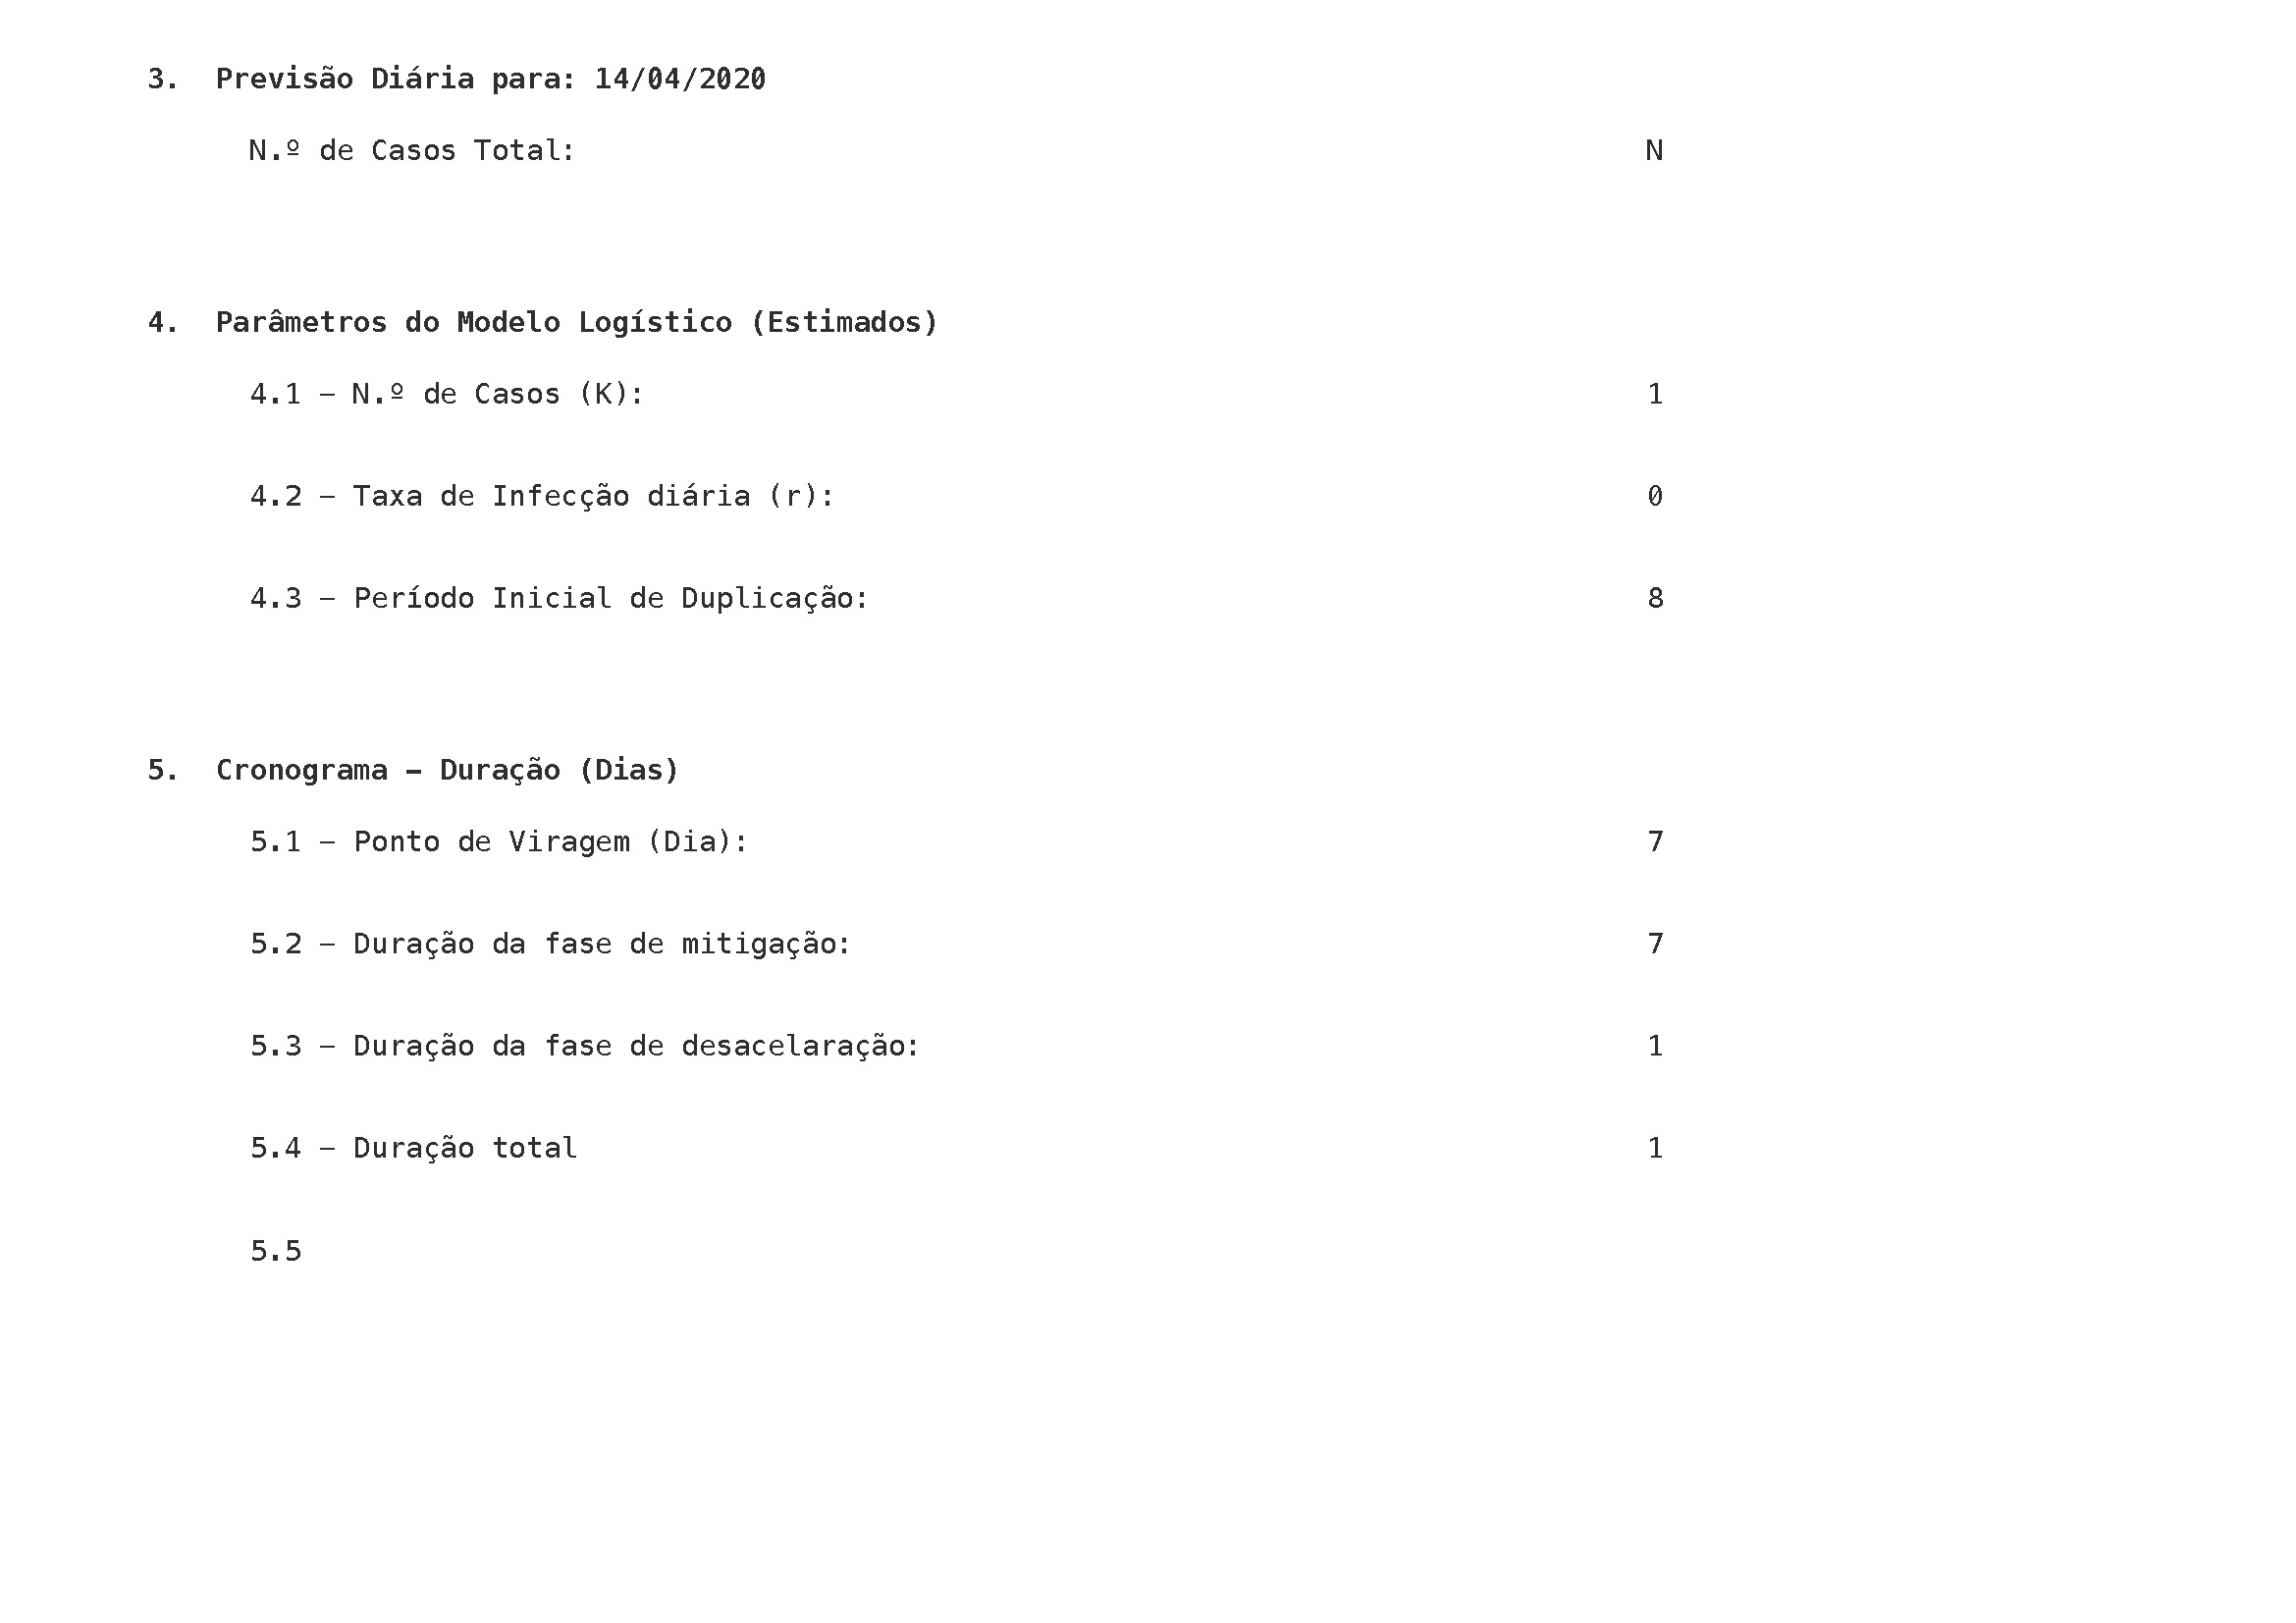 3. Previsão Diária para: 14/04/2020
N.º de Casos Total: N
4. Parâmetros do Modelo Logístico (Estimados)
4.1 – N.º de Casos (K): 1
4.2 – Taxa de Infecção diária (r): 0
4.3 – Período Inicial de Duplicação: 8
5. Cronograma – Duração (Dias)
5.1 – Ponto de Viragem (Dia): 7
5.2 – Duração da fase de mitigação: 7
5.3 – Duração da fase de desacelaração: 1
5.4 – Duração total 1
5.5